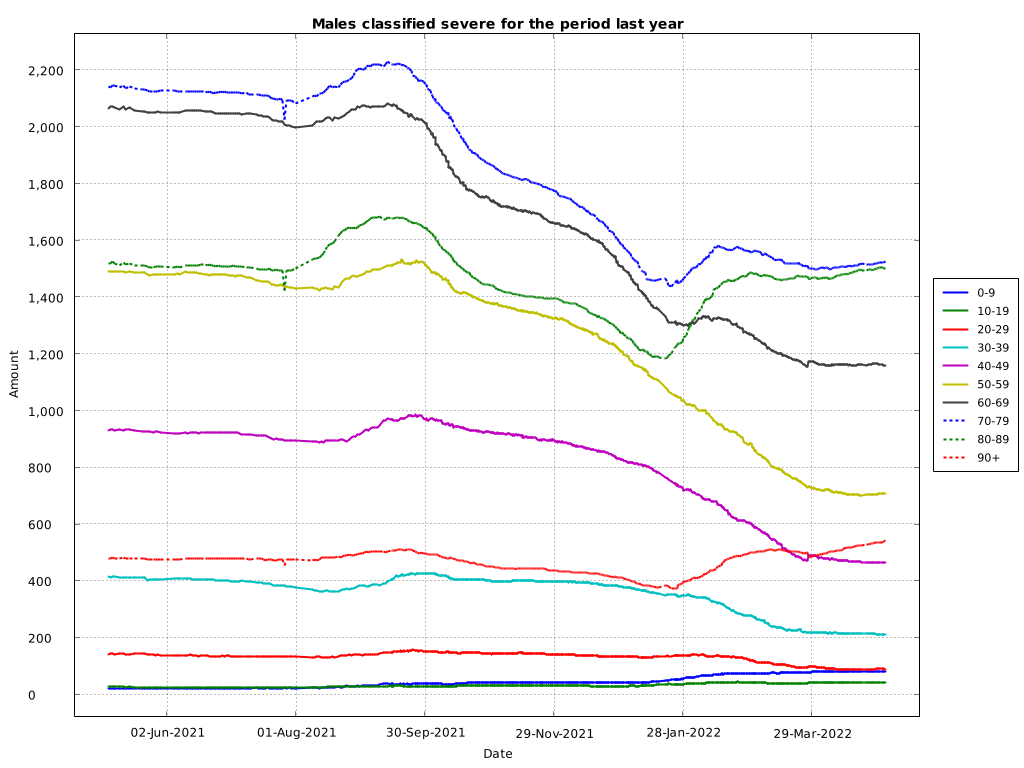 Males classified severe for the period last year
2,200
2,000
1,800
1,600
1,400
1,200
1,000
800
600
400
200
0
Amount
02-Jun-2021
01-Aug-2021
30-Sep-2021
29-Nov-2021
28-Jan-2022
29-Mar-2022
Date
0-9
10-19
20-29
30-39
40-49
50-59
60-69
70-79
80-89
90+